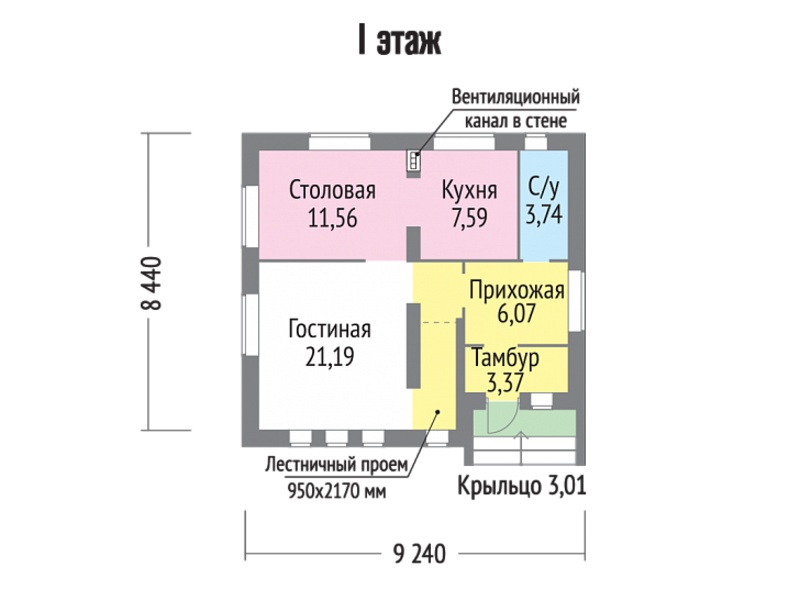 I этаж
Вентиляционный
канал в стене
Столовая
11,56
Кухня
7,59
С/у
3,74
8 440
Прихожая
6,07
Гостиная
21,19
Тамбур
3,37
Лестничный проем
950х2170 мм
Крыльцо 3,01
9 240